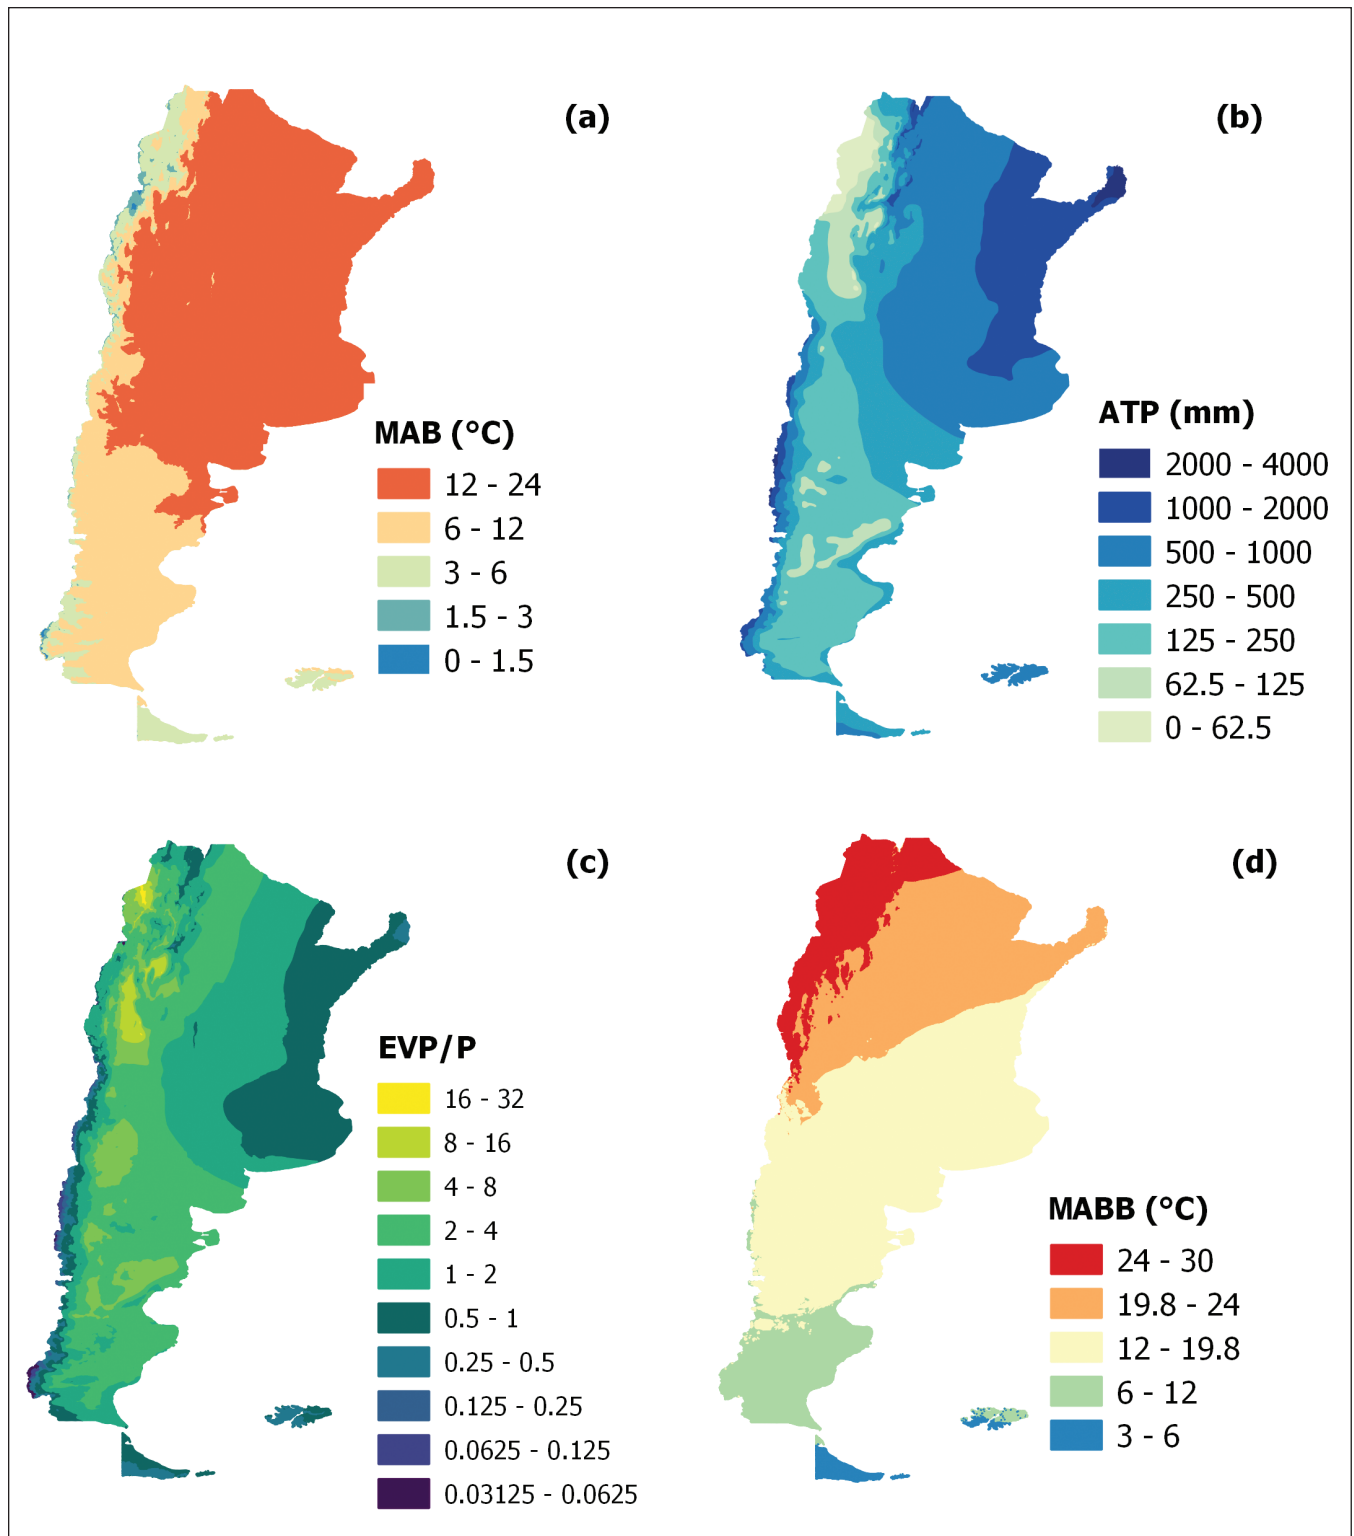 (a)
MAB (°C)
12 - 24
6 - 12
3 - 6
1.5 - 3
0 - 1.5
(b)
ATP (mm)
2000 - 4000
1000 - 2000
500 - 1000
250 - 500
125 - 250
62.5 - 125
0 - 62.5
(c)
EVP/P
16 - 32
8 - 16
4 - 8
2 - 4
1 - 2
0.5 - 1
0.25 - 0.5
0.125 - 0.25
0.0625 - 0.125
0.03125 - 0.0625
(d)
MABB (°C)
24 - 30
19.8 - 24
12 - 19.8
6 - 12
3 - 6